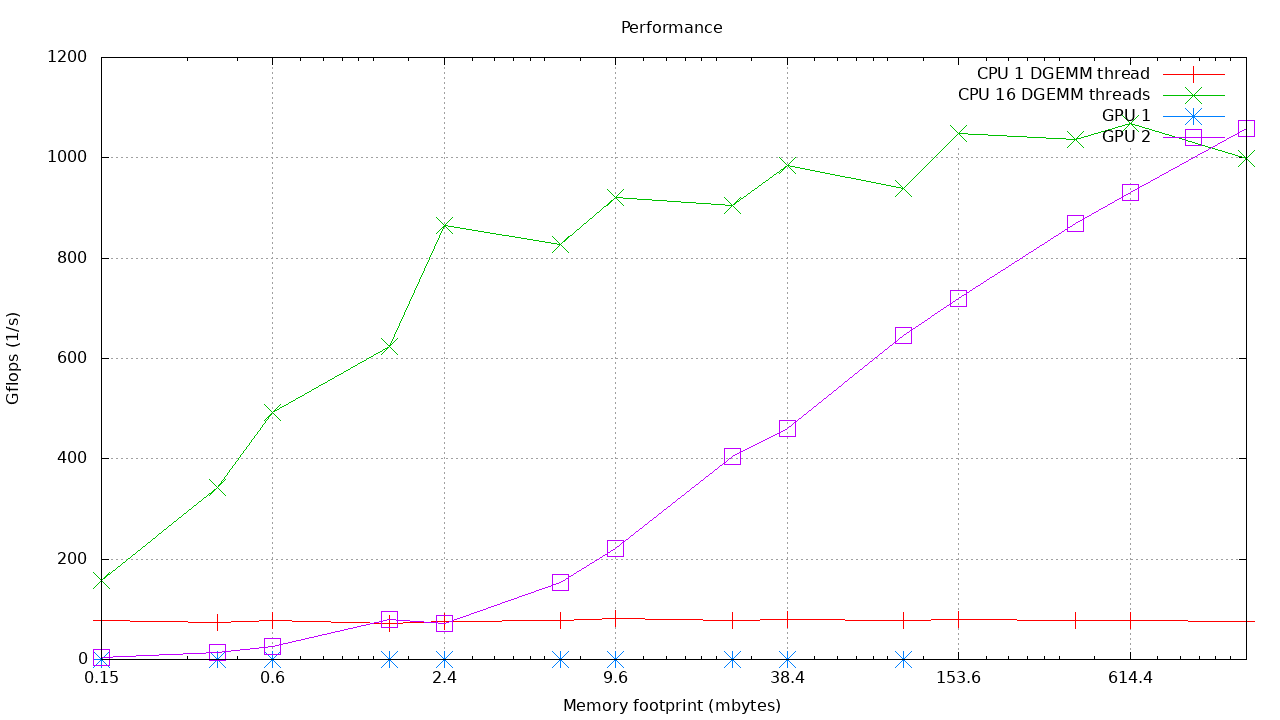 Performance
1200
1000
800
600
400
200
0
Gflops (1/s)
CPU 1 DGEMM thread
CPU 16 DGEMM threads
GPU 1
GPU 2
0.15 0.6 2.4 9.6 38.4 153.6 614.4
Memory footprint (mbytes)